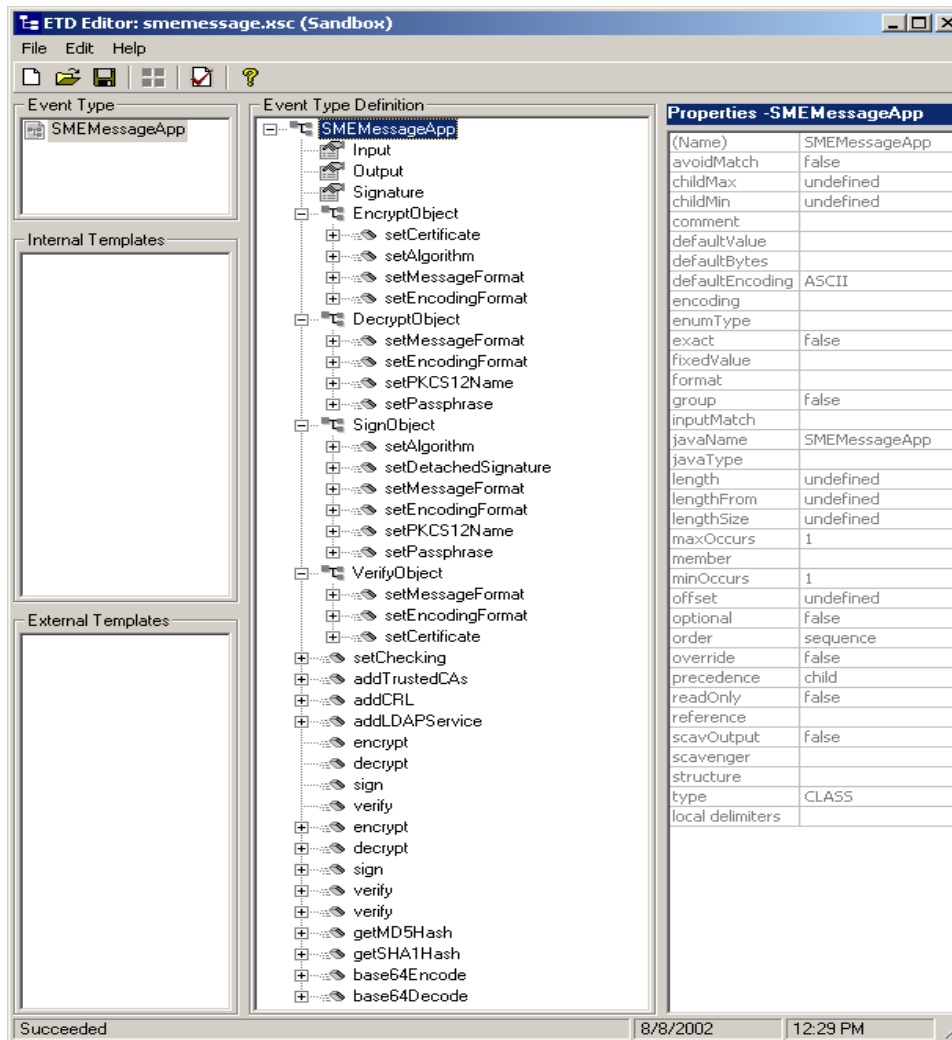 ETD Editor: smemessage.xsc (Sandbox)
File Edit Help
Event Type
SMEMessageApp
Internal Templates
External Templates
Event Type Definition
SMEMessageApp
Input
Output
Signature
EncryptObject
setCertificate
setAlgorithm
setMessageFormat
setEncodingFormat
DecryptObject
setMessageFormat
setEncodingFormat
setPKCS12Name
setPassphrase
SignObject
setAlgorithm
setDetachedSignature
setMessageFormat
setEncodingFormat
setPKCS12Name
setPassphrase
VerifyObject
setMessageFormat
setEncodingFormat
setCertificate
setChecking
addTrustedCAs
addCRL
addLDAPService
encrypt
decrypt
sign
verify
encrypt
decrypt
sign
verify
verify
getMD5Hash
getSHA1Hash
base64Encode
base64Decode
Properties -SMEMessageApp
(Name) SMEMessageApp
avoidMatch false
childMax undefined
childMin undefined
comment
defaultValue
defaultBytes
defaultEncoding ASCII
encoding
enumType
exact false
fixedValue
format
group false
inputMatch
javaName SMEMessageApp
javaType
length undefined
lengthFrom undefined
lengthSize undefined
maxOccurs 1
member
minOccurs 1
offset undefined
optional false
order sequence
override false
precedence child
readOnly false
reference
scavOutput false
scavenger
structure
type CLASS
local delimiters
Succeeded 8/8/2002 12:29 PM